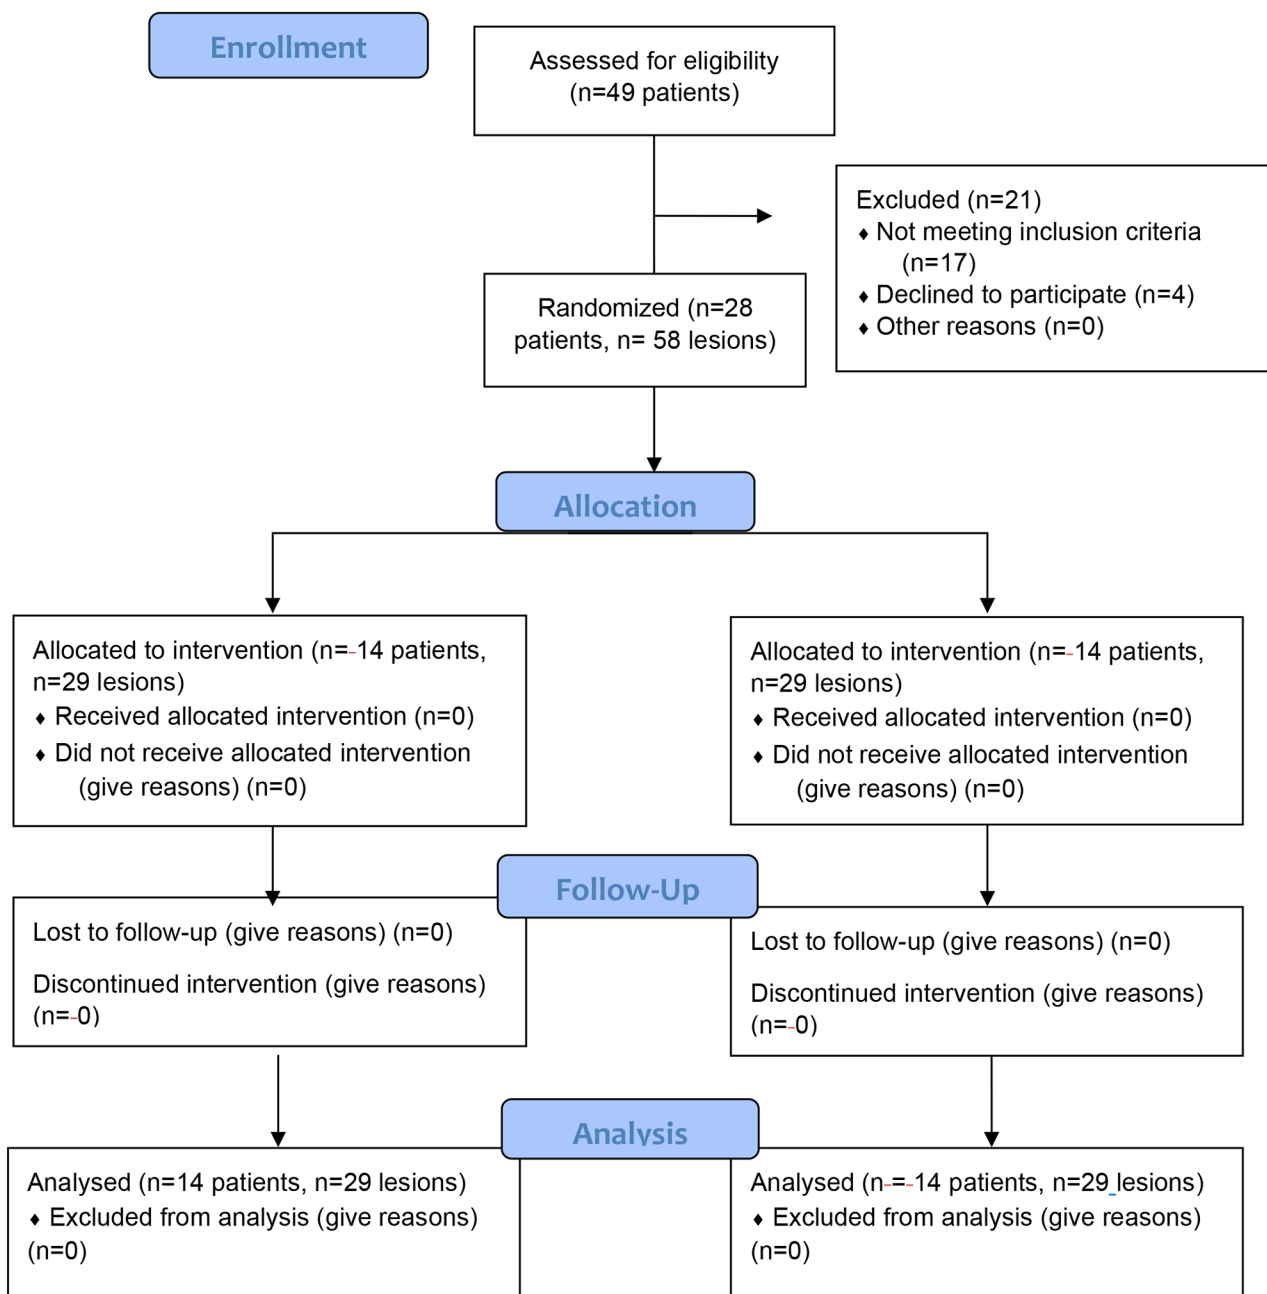 Enrollment
Assessed for eligibility
(n=49 patients)
Excluded (n=21)
♦ Not meeting inclusion criteria
(n=17)
♦ Declined to participate (n=4)
♦ Other reasons (n=0)
Randomized (n=28
patients, n= 58 lesions)
Allocation
Allocated to intervention (n=-14 patients,
n=29 lesions)
♦ Received allocated intervention (n=0)
♦ Did not receive allocated intervention
(give reasons) (n=0)
Allocated to intervention (n=-14 patients,
n=29 lesions)
♦ Received allocated intervention (n=0)
♦ Did not receive allocated intervention
(give reasons) (n=0)
Follow-Up
Lost to follow-up (give reasons) (n=0)
Discontinued intervention (give reasons)
(n=-0)
Lost to follow-up (give reasons) (n=0)
Discontinued intervention (give reasons)
(n=-0)
Analysis
Analysed (n=14 patients, n=29 lesions)
♦ Excluded from analysis (give reasons)
(n=0)
Analysed (n-=-14 patients, n=29 lesions)
♦ Excluded from analysis (give reasons)
(n=0)